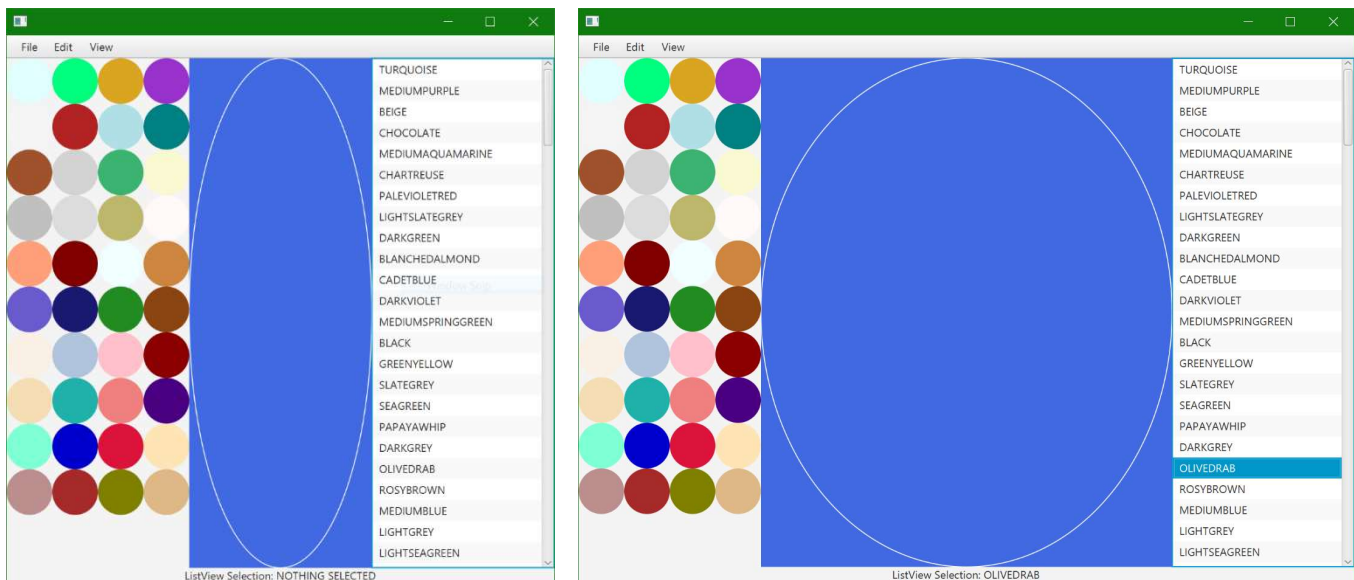 File Edit View
TURQUOISE
MEDIUMPURPLE
BEIGE
CHOCOLATE
MEDIUMAQUAMARINE
CHARTREUSE
PALEVIOLETRED
LIGHTSLATEGREY
DARKGREEN
BLANCHEDALMOND
CADETBLUE
DARKVIOLET
MEDIUMSPRINGGREEN
BLACK
GREENYELLOW
SLATEGREY
SEAGREEN
PAPAYAWHIP
DARKGREY
OLIVEDRAB
ROSYBROWN
MEDIUMBLUE
LIGHTGREY
LIGHTSEAGREEN
ListView Selection: NOTHING SELECTED
File Edit View
TURQUOISE
MEDIUMPURPLE
BEIGE
CHOCOLATE
MEDIUMAQUAMARINE
CHARTREUSE
PALEVIOLETRED
LIGHTSLATEGREY
DARKGREEN
BLANCHEDALMOND
CADETBLUE
DARKVIOLET
MEDIUMSPRINGGREEN
BLACK
GREENYELLOW
SLATEGREY
SEAGREEN
PAPAYAWHIP
DARKGREY
OLIVEDRAB
ROSYBROWN
MEDIUMBLUE
LIGHTGREY
LIGHTSEAGREEN
ListView Selection: OLIVEDRAB